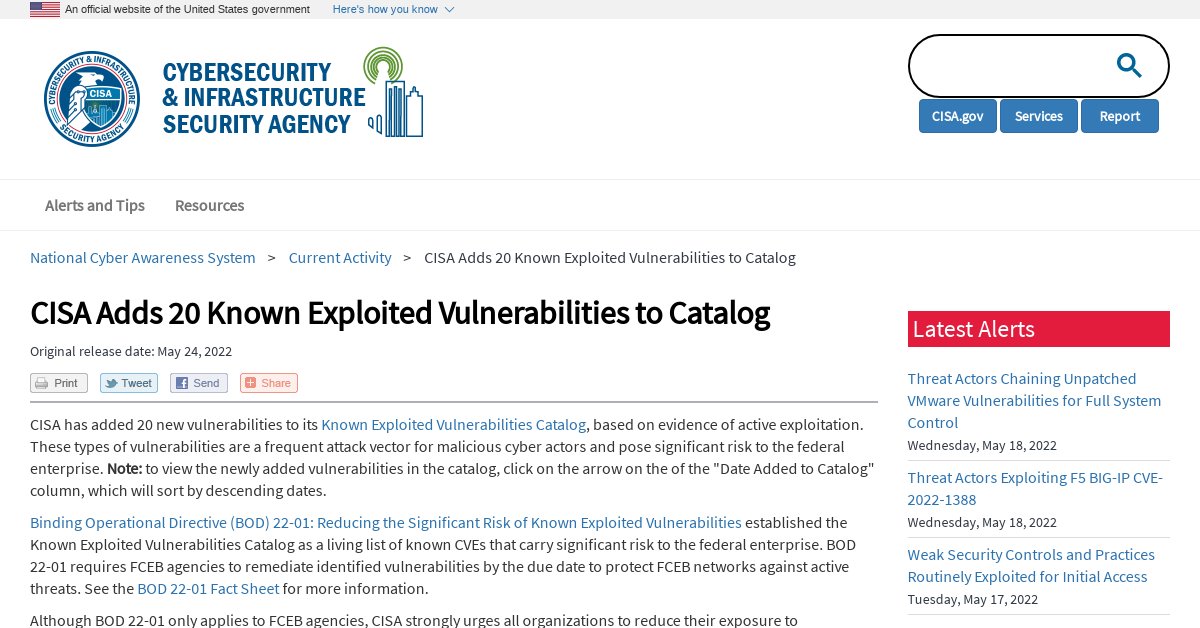 An official website of the United States government Here's how you know
CYBERSECURITY & INFRASTRUCTURE
CISA
SECURITY AGENCY
CYBERSECURITY
& INFRASTRUCTURE
SECURITY AGENCY
CISA.gov Services Report
Alerts and Tips Resources
National Cyber Awareness System > Current Activity > CISA Adds 20 Known Exploited Vulnerabilities to Catalog
CISA Adds 20 Known Exploited Vulnerabilities to Catalog
Original release date: May 24, 2022
Print Tweet Send Share
CISA has added 20 new vulnerabilities to its Known Exploited Vulnerabilities Catalog, based on evidence of active exploitation.
These types of vulnerabilities are a frequent attack vector for malicious cyber actors and pose significant risk to the federal
enterprise. Note: to view the newly added vulnerabilities in the catalog, click on the arrow on the of the "Date Added to Catalog"
column, which will sort by descending dates.
Binding Operational Directive (BOD) 22-01: Reducing the Significant Risk of Known Exploited Vulnerabilities established the
Known Exploited Vulnerabilities Catalog as a living list of known CVEs that carry significant risk to the federal enterprise. BOD
22-01 requires FCEB agencies to remediate identified vulnerabilities by the due date to protect FCEB networks against active
threats. See the BOD 22-01 Fact Sheet for more information.
Although BOD 22-01 only applies to FCEB agencies, CISA strongly urges all organizations to reduce their exposure to
Latest Alerts
Threat Actors Chaining Unpatched
VMware Vulnerabilities for Full System
Control
Wednesday, May 18, 2022
Threat Actors Exploiting F5 BIG-IP CVE-
2022-1388
Wednesday, May 18, 2022
Weak Security Controls and Practices
Routinely Exploited for Initial Access
Tuesday, May 17, 2022